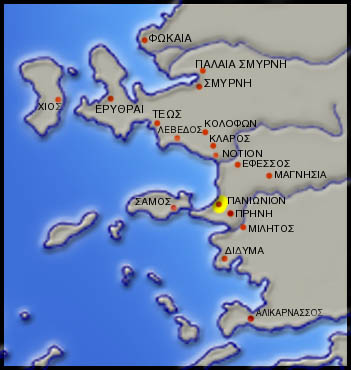 ΦΩΚΑΙΑ
ΠΑΛΑΙΑ ΣΜΥΡΝΗ
ΣΜΥΡΝΗ
ΧΙΟΣ
ΕΡΥΘΡΑΙ
ΤΕΩΣ
ΚΟΛΟΦΩΝ
ΛΕΒΕΔΟΣ
ΚΛΑΡΟΣ
ΝΟΤΙΟΝ
ΕΦΕΣΣΟΣ
ΜΑΓΝΗΣΙΑ
ΣΑΜΟΣ
ΠΑΝΙΩΝΙΟΝ
ΠΡΗΝΗ
ΜΙΛΗΤΟΣ
ΔΙΔΥΜΑ
ΑΛΙΚΑΡΝΑΣΣΟΣ